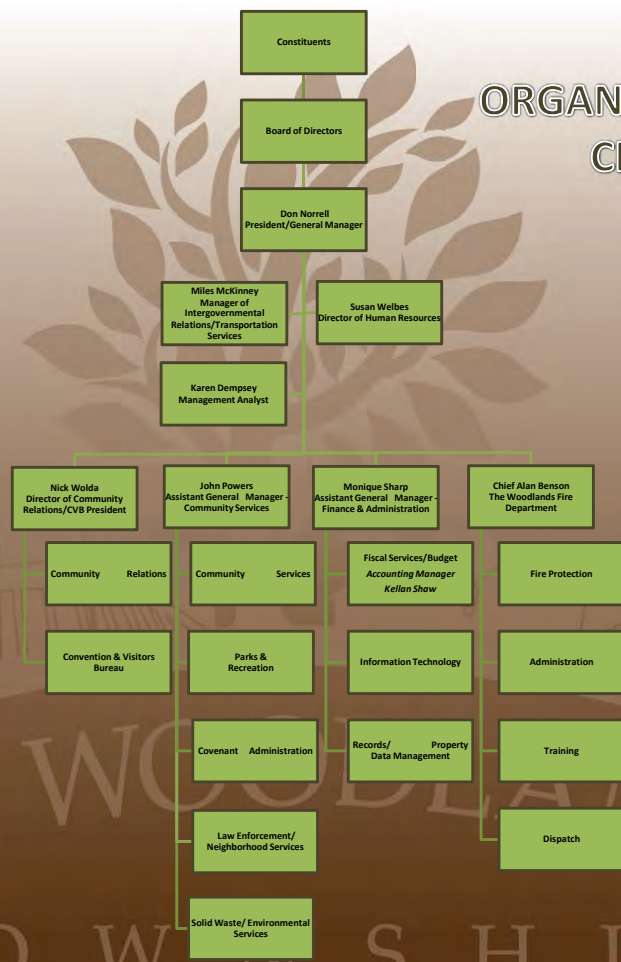 Constituents
ORGAN
CH
Board of Directors
Don Norrell
President/General Manager
Miles McKinney
Manager of
Intergovernmental
Relations/Transportation
Services
Susan Welbes
Director of Human Resources
Karen Dempsey
Management Analyst
Nick Wolda
Director of Community
Relations/CVB President
John Powers
Assistant General Manager -
Community Services
Monique Sharp
Assistant General Manager -
Finance & Administration
Chief Alan Benson
The Woodlands Fire
Department
Community Relations
Community Services
Fiscal Services/Budget
Accounting Manager
Kellan Shaw
Fire Protection
Convention & Visitors
Bureau
Parks &
Recreation
Information Technology
Administration
Covenant Administration
Records/ Property
Data Management
Training
Law Enforcement/
Neighborhood Services
Dispatch
Solid Waste/ Environmental
Services
WOODLA
O W N S H I